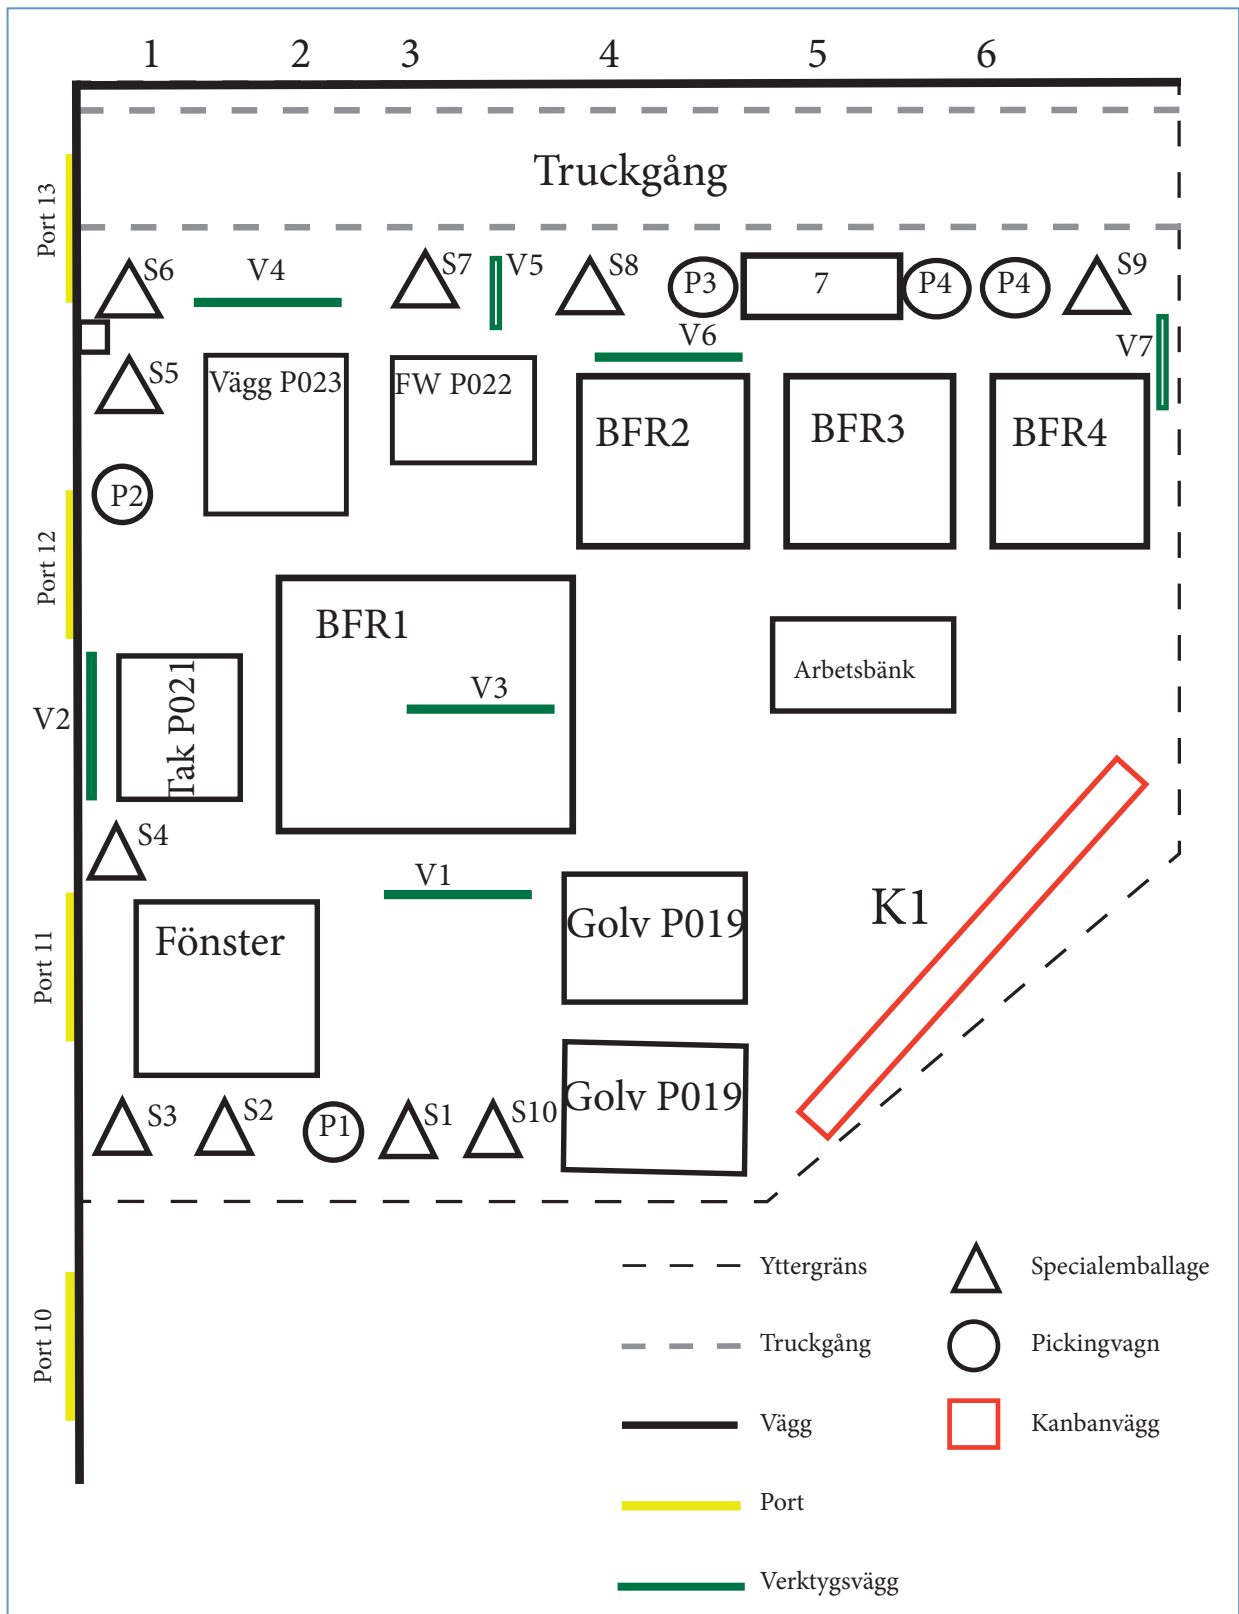 1 2 3 4 5 6
Truckgång
Port 13
S6 V4 S7 V5 S8 P3 7 P4 P4 S9
V6 V7
S5 Vägg P023 FW P022
BFR2 BFR3 BFR4
P2
Port 12
BFR1
Arbetsbänk
V2 Tak P021 V3
S4
V1
K1
Port 11
Fönster Golv P019
S3 S2 P1 S1 S10 Golv P019
Port 10
Yttergräns Specialemballage
Truckgång Pickingvagn
Vägg Kanbanvägg
Port
Verktygsvägg